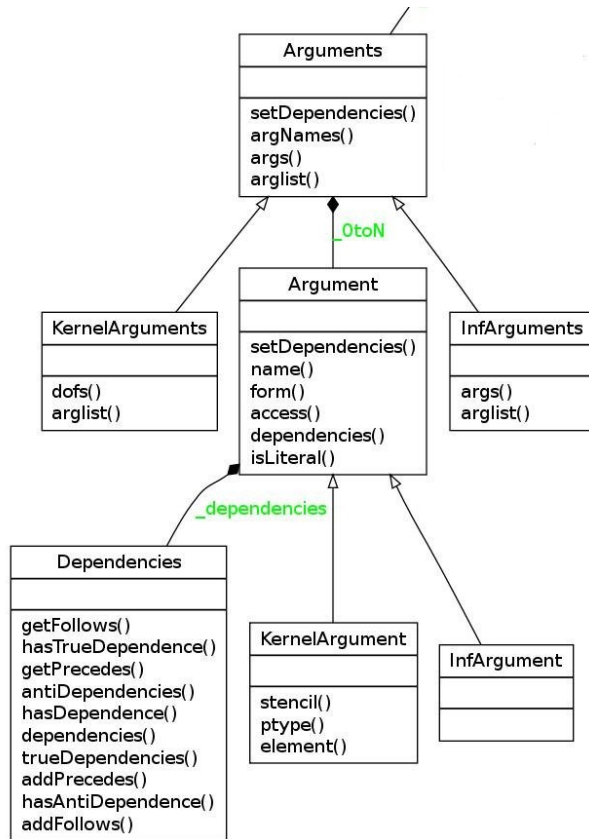 Arguments
setDependencies()
argNames()
args()
arglist()
_0toN
KernelArguments
dofs()
arglist()
Argument
setDependencies()
name()
form()
access()
dependencies()
isLiteral()
InfArguments
args()
arglist()
_dependencies
Dependencies
getFollows()
hasTrueDependence()
getPrecedes()
antiDependencies()
hasDependence()
dependencies()
trueDependencies()
addPrecedes()
hasAntiDependence()
addFollows()
KernelArgument
stencil()
ptype()
element()
InfArgument